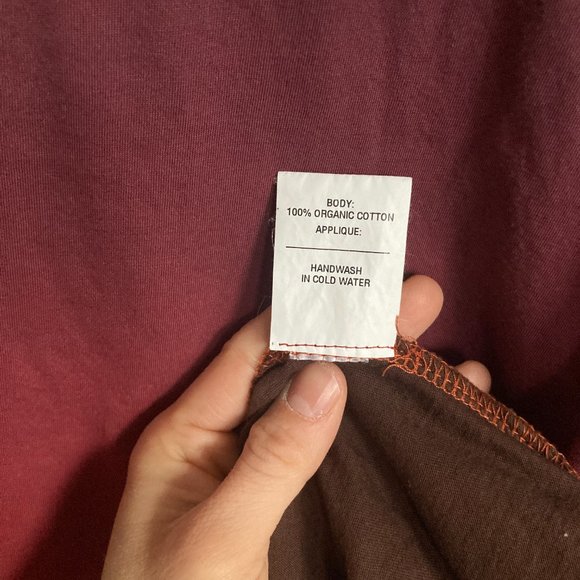 BODY:
100% ORGANIC COTTON
APPLIQUE:
HANDWASH
IN COLD WATER